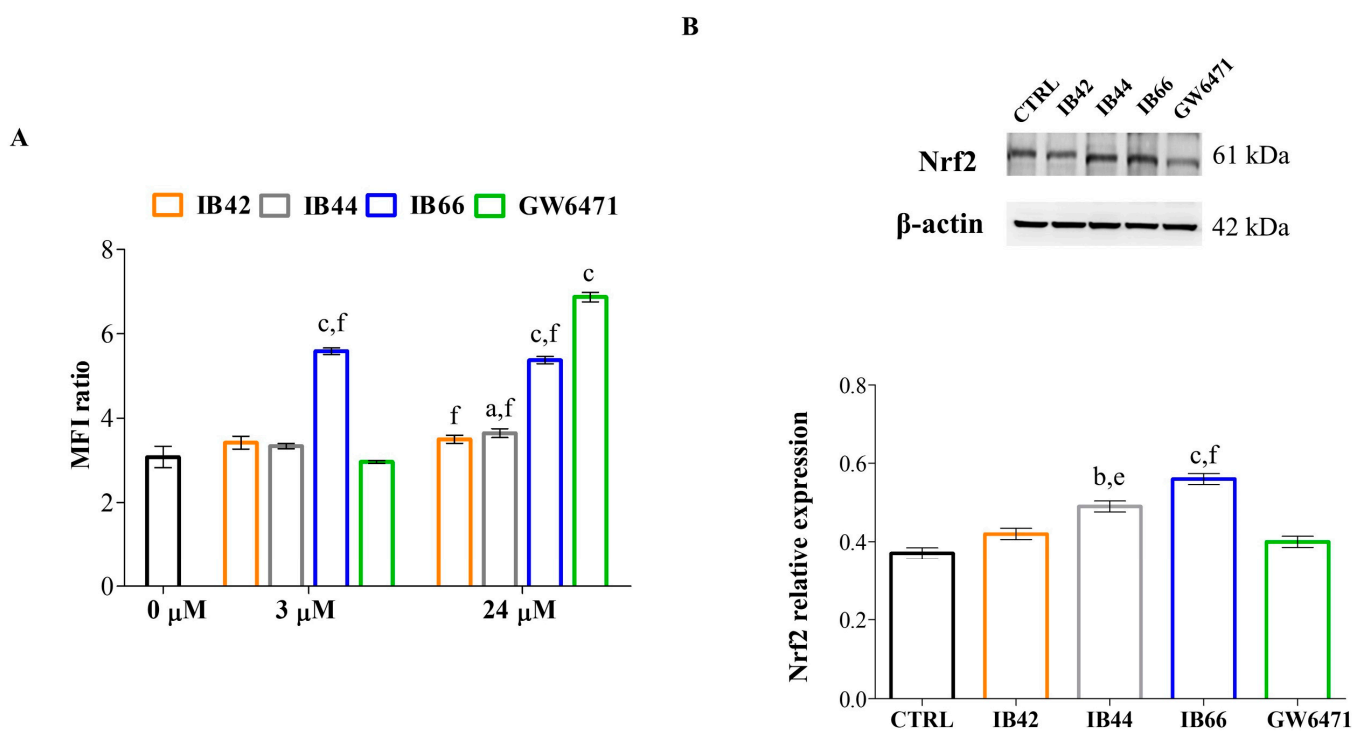 B
CTRL IB42 IB44 IB66 GW6471
Nrf2 61 kDa
β-actin 42 kDa
A
IB42 IB44 IB66 GW6471
MFI ratio
8
6
4
2
0
c,f
f
a,f
c,f
c
0 μM 3 μM 24 μM
Nrf2 relative expression
0.8
0.6
0.4
0.2
0.0
b,e
c,f
CTRL IB42 IB44 IB66 GW6471